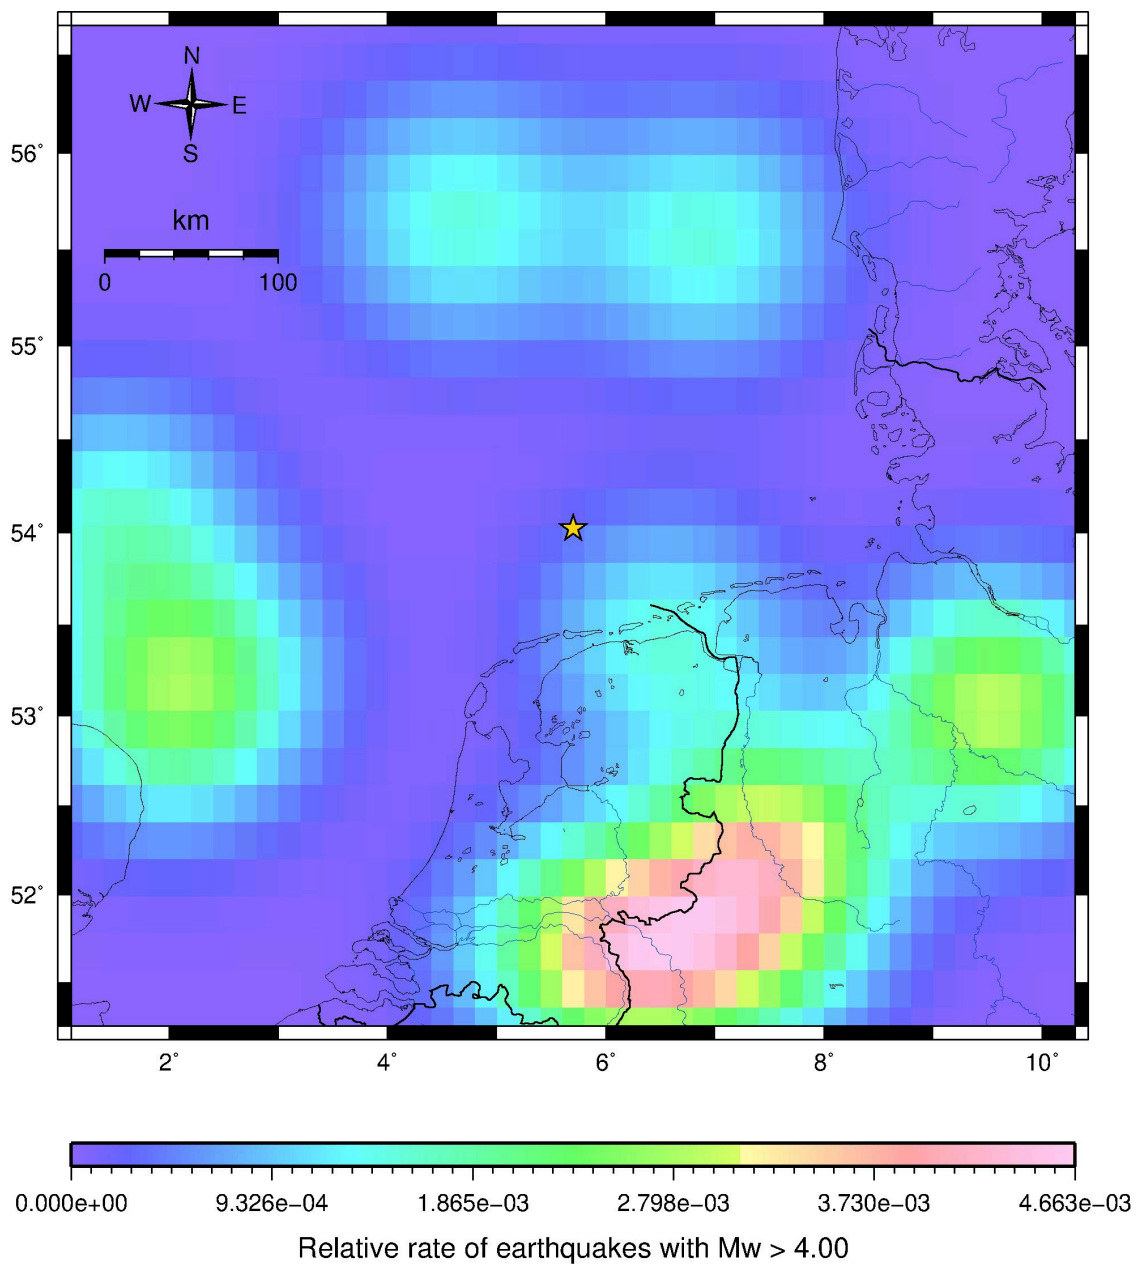 N
W E
S
km
0 100
56°
55°
54°
53°
52°
2° 4° 6° 8° 10°
0.000e+00 9.326e−04 1.865e−03 2.798e−03 3.730e−03 4.663e−03
Relative rate of earthquakes with Mw > 4.00